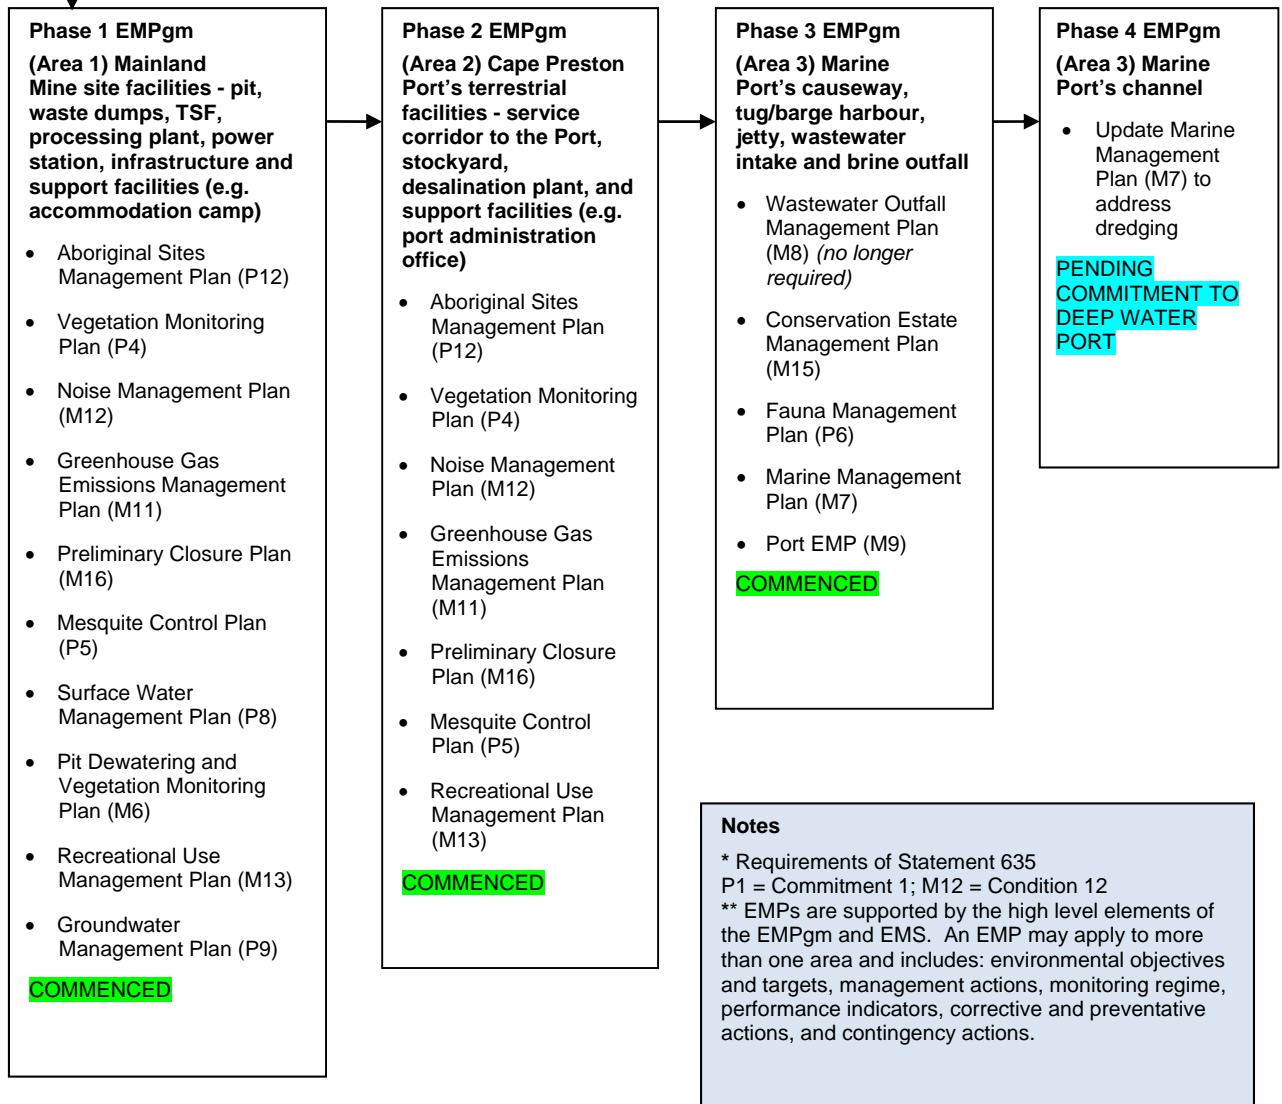 Phase 1 EMPgm
(Area 1) Mainland
Mine site facilities - pit,
waste dumps, TSF,
processing plant, power
station, infrastructure and
support facilities (e.g.
accommodation camp)
• Aboriginal Sites
Management Plan (P12)
• Vegetation Monitoring
Plan (P4)
• Noise Management Plan
(M12)
• Greenhouse Gas
Emissions Management
Plan (M11)
• Preliminary Closure Plan
(M16)
• Mesquite Control Plan
(P5)
• Surface Water
Management Plan (P8)
• Pit Dewatering and
Vegetation Monitoring
Plan (M6)
• Recreational Use
Management Plan (M13)
• Groundwater
Management Plan (P9)
COMMENCED
Phase 2 EMPgm
(Area 2) Cape Preston
Port's terrestrial
facilities - service
corridor to the Port,
stockyard,
desalination plant, and
support facilities (e.g.
port administration
office)
• Aboriginal Sites
Management Plan
(P12)
• Vegetation Monitoring
Plan (P4)
• Noise Management
Plan (M12)
• Greenhouse Gas
Emissions
Management Plan
(M11)
• Preliminary Closure
Plan (M16)
• Mesquite Control
Plan (P5)
• Recreational Use
Management Plan
(M13)
COMMENCED
Phase 3 EMPgm
(Area 3) Marine
Port's causeway,
tug/barge harbour,
jetty, wastewater
intake and brine outfall
• Wastewater Outfall
Management Plan
(M8) (no longer
required)
• Conservation Estate
Management Plan
(M15)
• Fauna Management
Plan (P6)
• Marine Management
Plan (M7)
• Port EMP (M9)
COMMENCED
Phase 4 EMPgm
(Area 3) Marine
Port's channel
• Update Marine
Management
Plan (M7) to
address
dredging
PENDING
COMMITMENT TO
DEEP WATER
PORT
Notes
* Requirements of Statement 635
P1 = Commitment 1; M12 = Condition 12
** EMPs are supported by the high level elements of
the EMPgm and EMS. An EMP may apply to more
than one area and includes: environmental objectives
and targets, management actions, monitoring regime,
performance indicators, corrective and preventative
actions, and contingency actions.